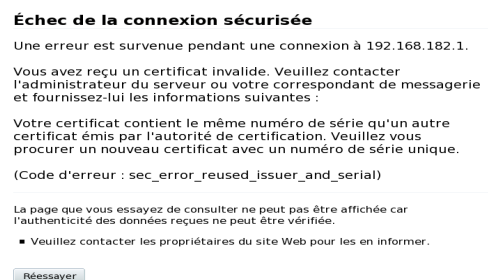 Échec de la connexion sécurisée
Une erreur est survenue pendant une connexion à 192.168.182.1.
Vous avez reçu un certificat invalide. Veuillez contacter
l'administrateur du serveur ou votre correspondant de messagerie
et fournissez-lui les informations suivantes :
Votre certificat contient le même numéro de série qu'un autre
certificat émis par l'autorité de certification. Veuillez vous
procurer un nouveau certificat avec un numéro de série unique.
(Code d'erreur : sec_error_reused_issuer_and_serial)
La page que vous essayez de consulter ne peut pas être affichée car
l'authenticité des données reçues ne peut être vérifiée.
▪ Veuillez contacter les propriétaires du site Web pour les en informer.
Réessayer